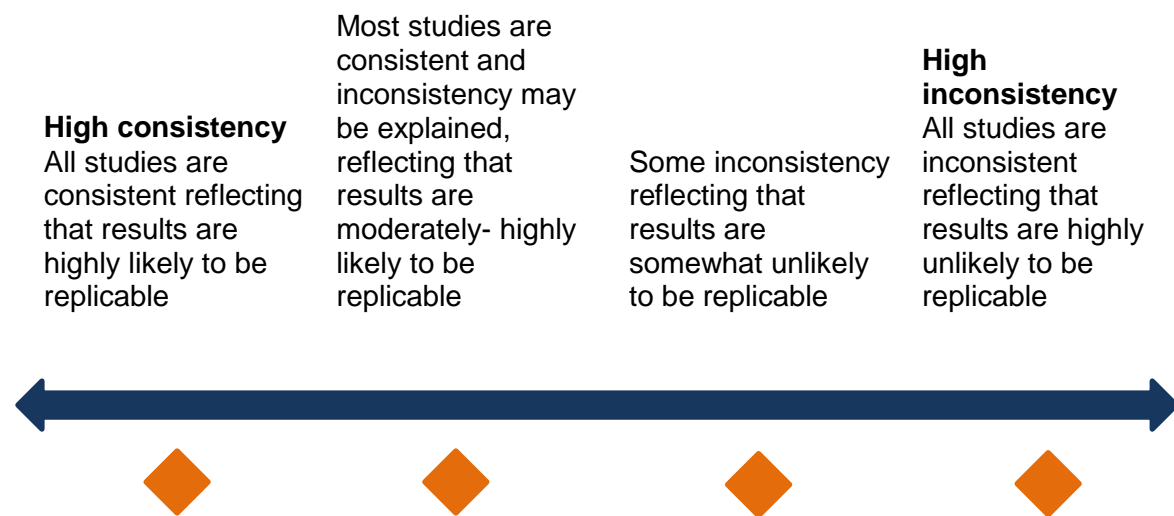 High consistency
All studies are
consistent reflecting
that results are
highly likely to be
replicable
Most studies are
consistent and
inconsistency may
be explained,
reflecting that
results are
moderately- highly
likely to be
replicable
Some inconsistency
reflecting that
results are
somewhat unlikely
to be replicable
High
inconsistency
All studies are
inconsistent
reflecting that
results are highly
unlikely to be
replicable